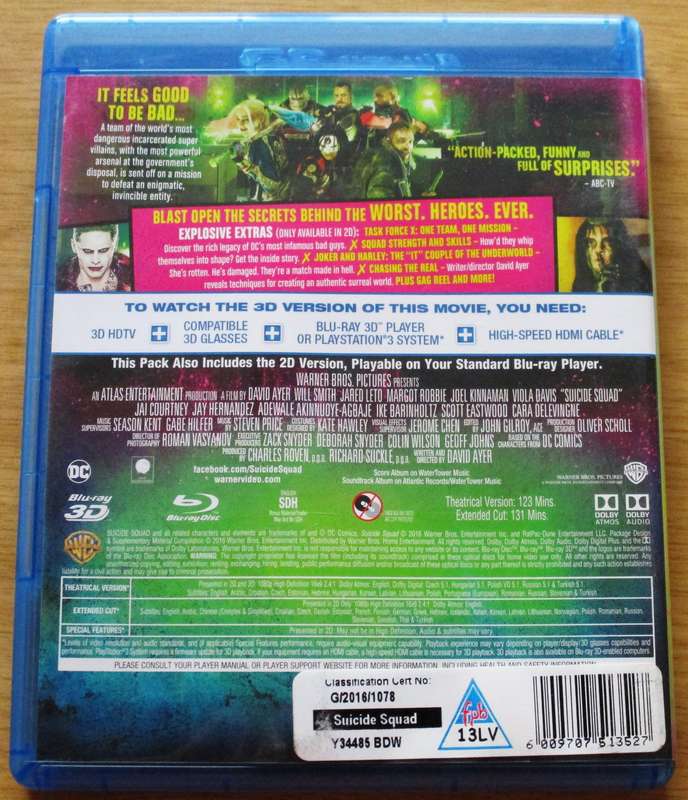 IT FEELS GOOD
TO BE BAD...
A team of the world's most
dangerous incarcerated super
villains, with the most powerful
arsenal at the government's
disposal, is sent off on a mission
to defeat an enigmatic,
invincible entity.
"ACTION-PACKED, FUNNY AND
FULL OF SURPRISES."
– ABC-TV
BLAST OPEN THE SECRETS BEHIND THE WORST. HEROES. EVER.
EXPLOSIVE EXTRAS (ONLY AVAILABLE IN 2D): TASK FORCE X: ONE TEAM, ONE MISSION –
Discover the rich legacy of DC's most infamous bad guys. ✗ SQUAD STRENGTH AND SKILLS – How'd they whip
themselves into shape? Get the inside story. ✗ JOKER AND HARLEY: THE "IT" COUPLE OF THE UNDERWORLD –
She's rotten. He's damaged. They're a match made in hell. ✗ CHASING THE REAL – Writer/director David Ayer
reveals techniques for creating an authentic surreal world. PLUS GAG REEL AND MORE!
TO WATCH THE 3D VERSION OF THIS MOVIE, YOU NEED:
3D HDTV + COMPATIBLE 3D GLASSES + BLU-RAY 3D™ PLAYER OR PLAYSTATION®3 SYSTEM* + HIGH-SPEED HDMI CABLE*
This Pack Also Includes the 2D Version, Playable on Your Standard Blu-ray Player.
WARNER BROS. PICTURES PRESENTS
AN ATLAS ENTERTAINMENT PRODUCTION A FILM BY DAVID AYER WILL SMITH JARED LETO MARGOT ROBBIE JOEL KINNAMAN VIOLA DAVIS "SUICIDE SQUAD"
JAI COURTNEY JAY HERNANDEZ ADEWALE AKINNUOYE-AGBAJE IKE BARINHOLTZ SCOTT EASTWOOD CARA DELEVINGNE
MUSIC SUPERVISORS SEASON KENT GABE HILFER MUSIC BY STEVEN PRICE COSTUMES DESIGNED BY KATE HAWLEY VISUAL EFFECTS SUPERVISOR JEROME CHEN EDITED BY JOHN GILROY, ACE PRODUCTION DESIGNER OLIVER SCHOLL
DIRECTOR OF PHOTOGRAPHY ROMAN VASYANOV EXECUTIVE PRODUCERS ZACK SNYDER DEBORAH SNYDER COLIN WILSON GEOFF JOHNS BASED ON THE CHARACTERS FROM DC COMICS
PRODUCED BY CHARLES ROVEN, p.g.a. RICHARD SUCKLE, p.g.a. WRITTEN AND DIRECTED BY DAVID AYER
DC
facebook.com/SuicideSquad
warnervideo.com
Score Album on WaterTower Music
Soundtrack Album on Atlantic Records/WaterTower Music
WARNER BROS. PICTURES
Blu-ray 3D
Blu-ray Disc
ENGLISH SDH
Theatrical Version: 123 Mins.
Extended Cut: 131 Mins.
DOLBY ATMOS
DOLBY AUDIO
THEATRICAL VERSION*
EXTENDED CUT*
SPECIAL FEATURES*
Presented in 2D: May not be in High Definition. Audio & subtitles may vary.
PLEASE CONSULT YOUR PLAYER MANUAL OR PLAYER SUPPORT WEBSITE FOR MORE INFORMATION, INCLUDING HEALTH AND SAFETY INFORMATION.
Classification Cert No:
G/2016/1078
Suicide Squad
Y34485 BDW
fpb
13LV
6 009707 513527